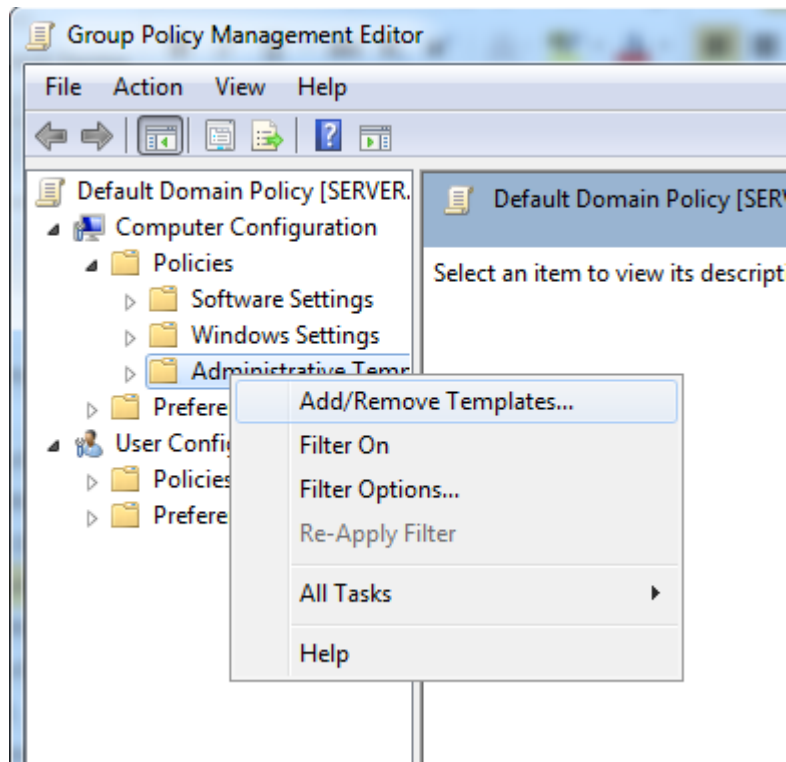 Group Policy Management Editor
File Action View Help
Default Domain Policy [SERVER.
Computer Configuration
Policies
Software Settings
Windows Settings
Administrative Temp
Prefere
User Config
Policies
Prefere
Default Domain Policy [SER
Select an item to view its descript
Add/Remove Templates...
Filter On
Filter Options...
Re-Apply Filter
All Tasks
Help